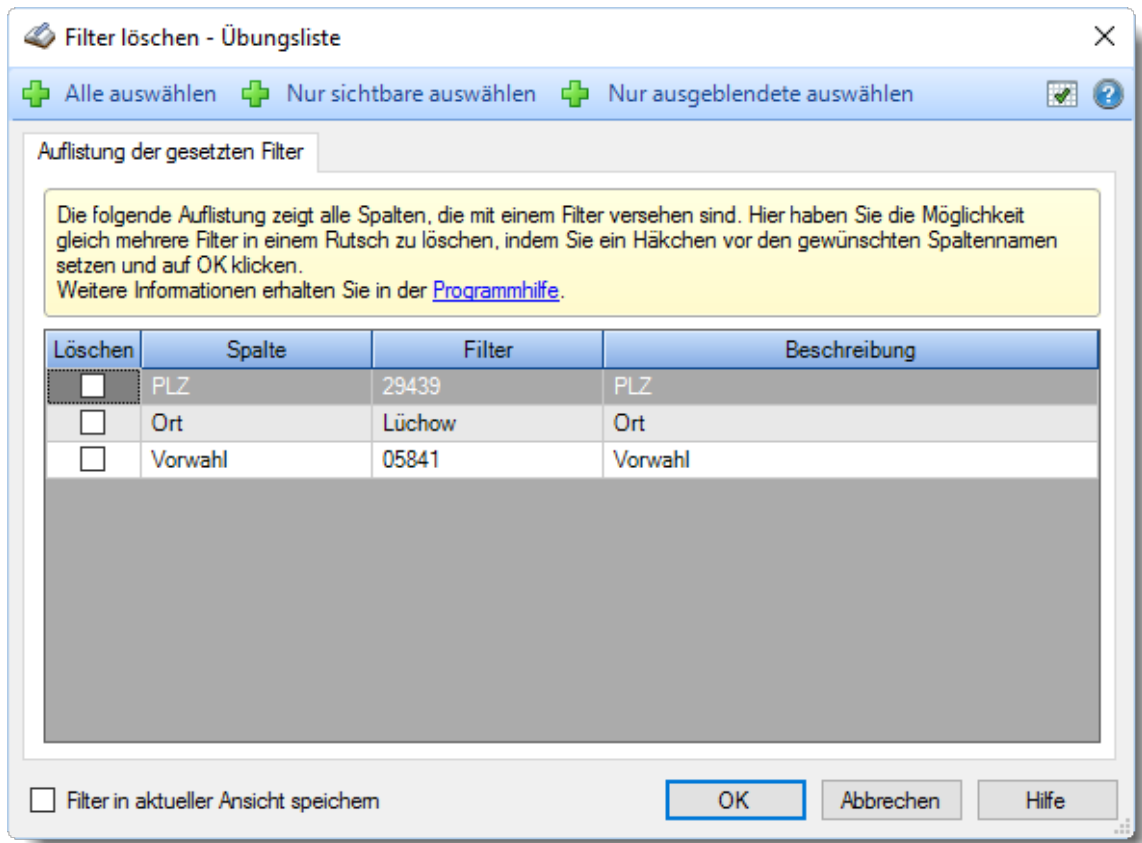 Filter löschen - Übungsliste
Alle auswählen Nur sichtbare auswählen Nur ausgeblendete auswählen
Auflistung der gesetzten Filter
Die folgende Auflistung zeigt alle Spalten, die mit einem Filter versehen sind. Hier haben Sie die Möglichkeit
gleich mehrere Filter in einem Rutsch zu löschen, indem Sie ein Häkchen vor den gewünschten Spaltennamen
setzen und auf OK klicken.
Weitere Informationen erhalten Sie in der Programmhilfe.
Löschen Spalte Filter Beschreibung
PLZ 29439 PLZ
Ort Lüchow Ort
Vorwahl 05841 Vorwahl
Filter in aktueller Ansicht speichern OK Abbrechen Hilfe